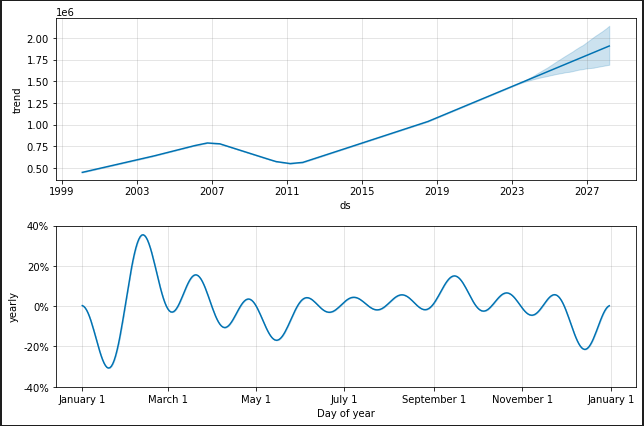 1e6
2.00
1.75
1.50
1.25
1.00
0.75
0.50
trend
1999 2003 2007 2011 2015 2019 2023 2027
ds
40%
20%
0%
-20%
-40%
yearly
January 1 March 1 May 1 July 1 September 1 November 1 January 1
Day of year